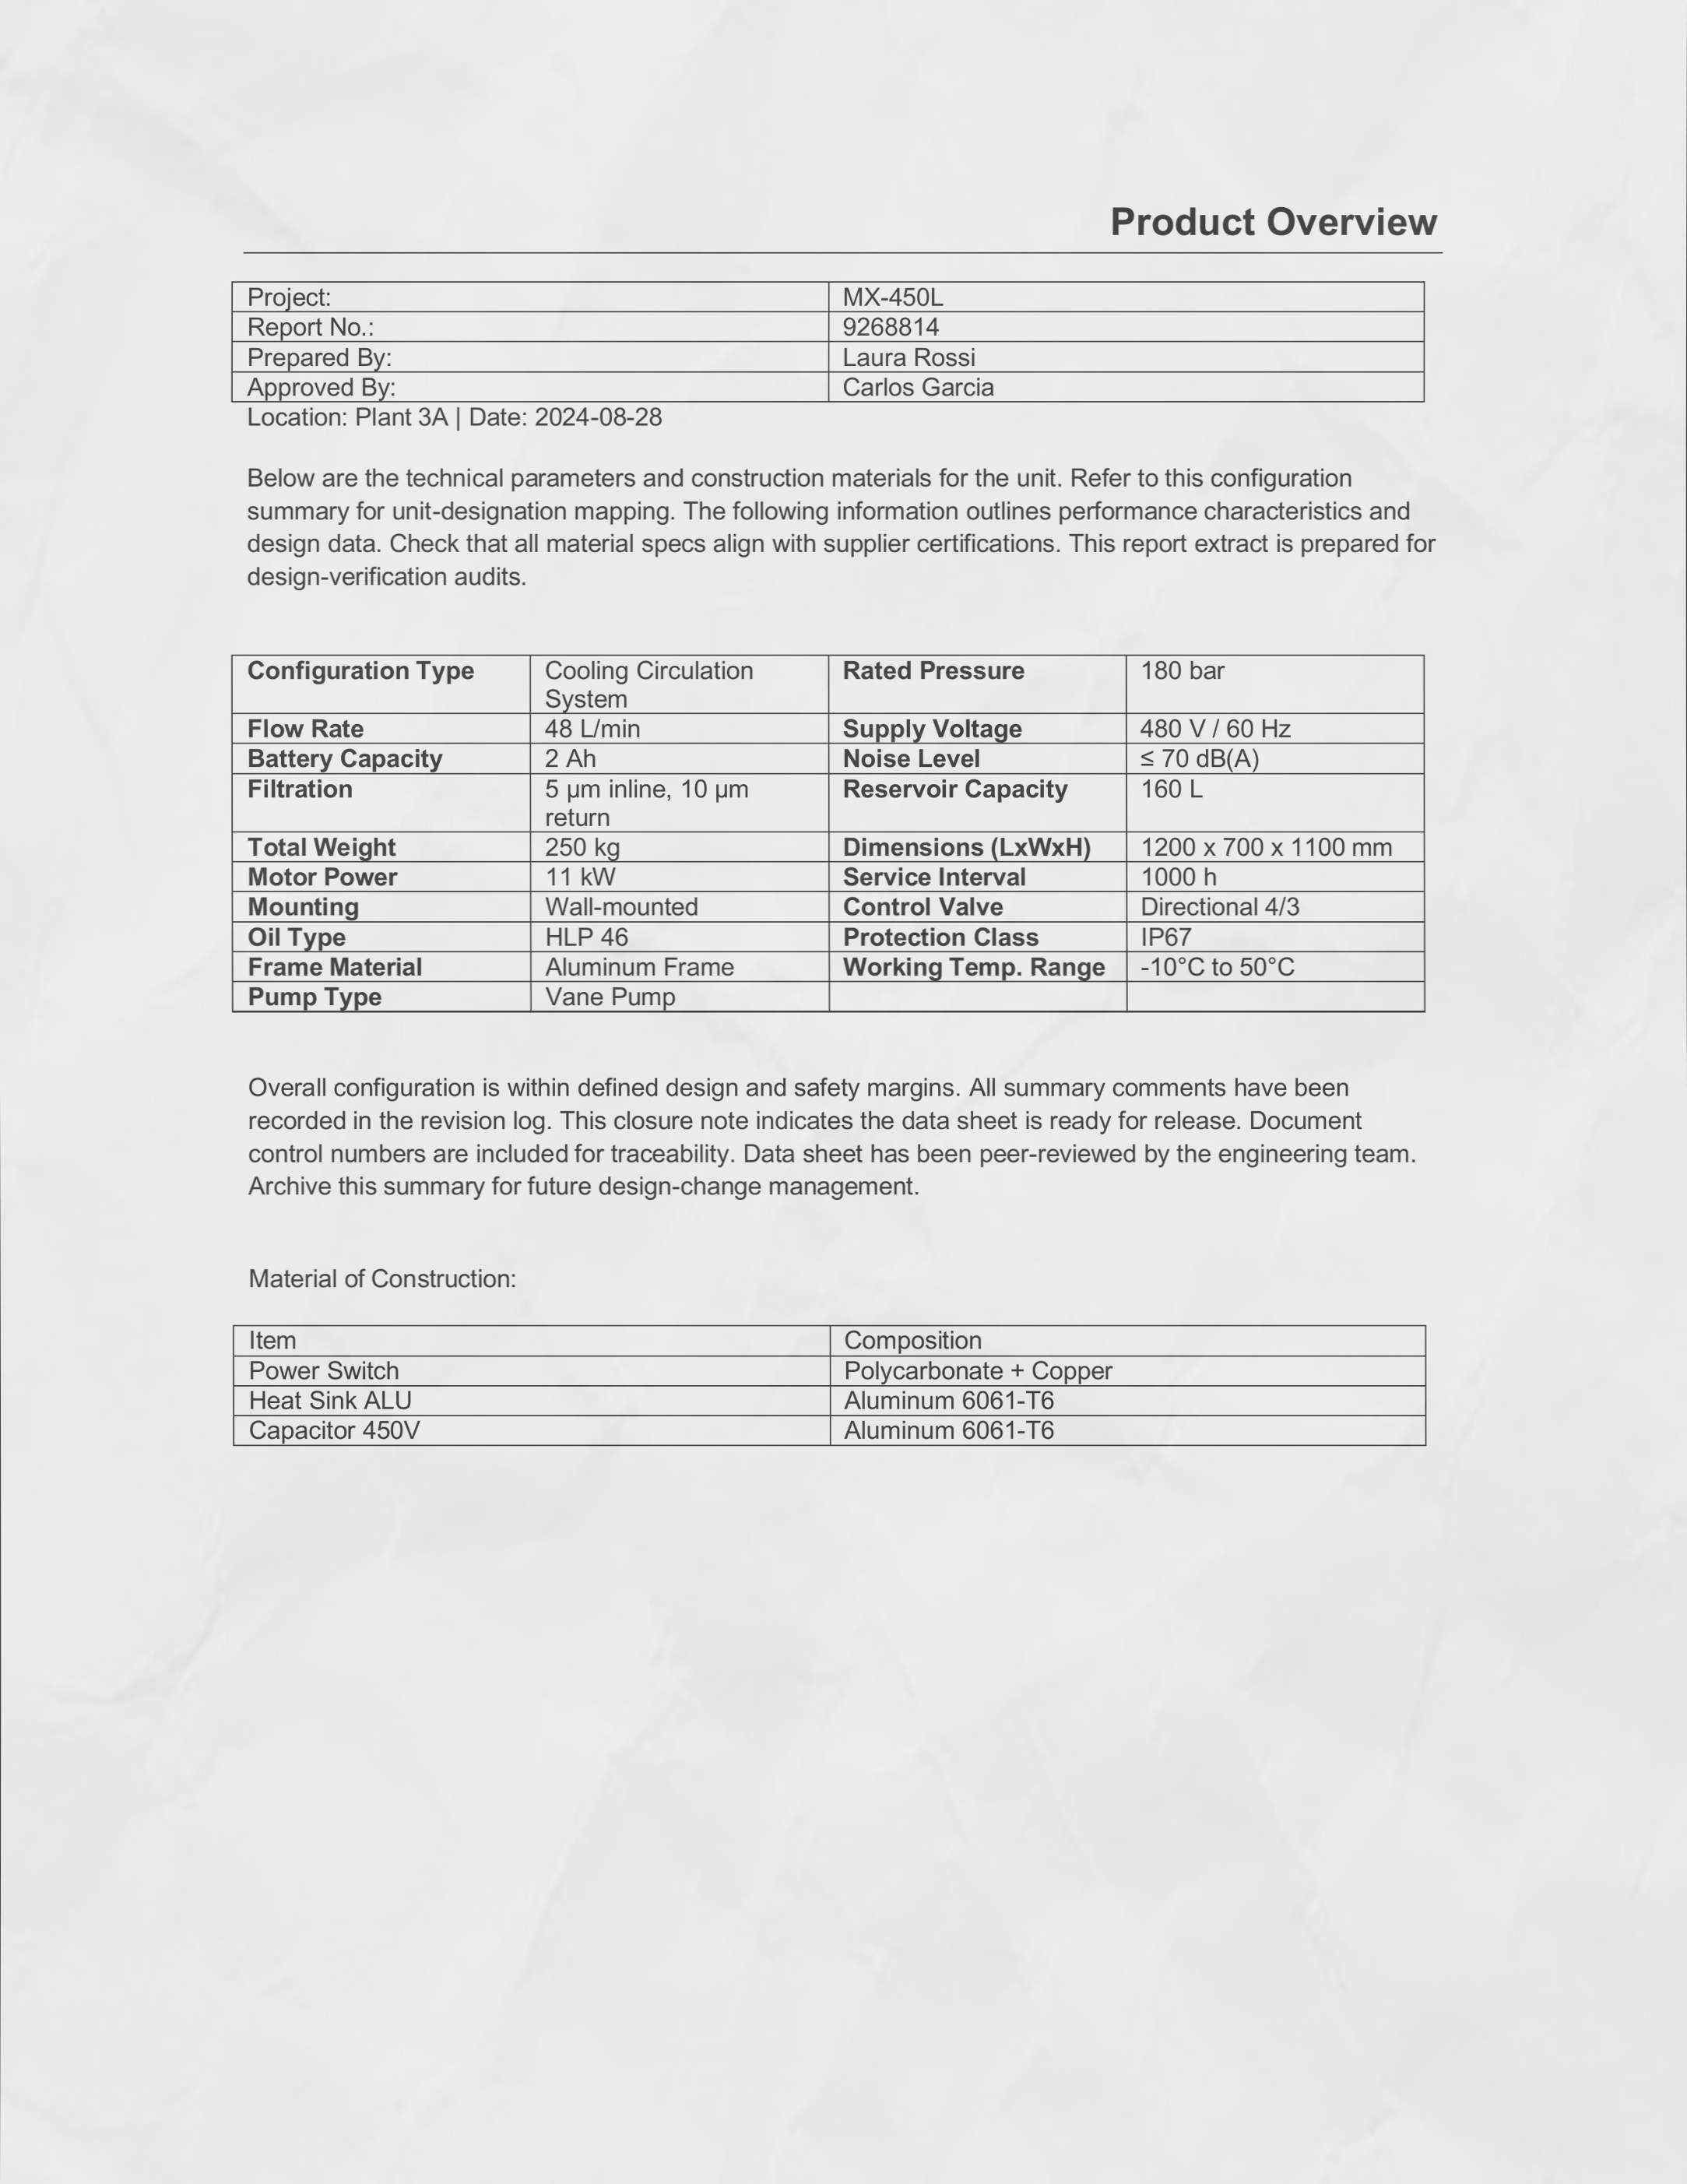 Product Overview
Project: MX-450L
Report No.: 9268814
Prepared By: Laura Rossi
Approved By: Carlos Garcia
Location: Plant 3A | Date: 2024-08-28
Below are the technical parameters and construction materials for the unit. Refer to this configuration
summary for unit-designation mapping. The following information outlines performance characteristics and
design data. Check that all material specs align with supplier certifications. This report extract is prepared for
design-verification audits.
Configuration Type Cooling Circulation System Rated Pressure 180 bar
Flow Rate 48 L/min Supply Voltage 480 V / 60 Hz
Battery Capacity 2 Ah Noise Level ≤ 70 dB(A)
Filtration 5 µm inline, 10 µm return Reservoir Capacity 160 L
Total Weight 250 kg Dimensions (LxWxH) 1200 x 700 x 1100 mm
Motor Power 11 kW Service Interval 1000 h
Mounting Wall-mounted Control Valve Directional 4/3
Oil Type HLP 46 Protection Class IP67
Frame Material Aluminum Frame Working Temp. Range -10°C to 50°C
Pump Type Vane Pump
Overall configuration is within defined design and safety margins. All summary comments have been
recorded in the revision log. This closure note indicates the data sheet is ready for release. Document
control numbers are included for traceability. Data sheet has been peer-reviewed by the engineering team.
Archive this summary for future design-change management.
Material of Construction:
Item Composition
Power Switch Polycarbonate + Copper
Heat Sink ALU Aluminum 6061-T6
Capacitor 450V Aluminum 6061-T6